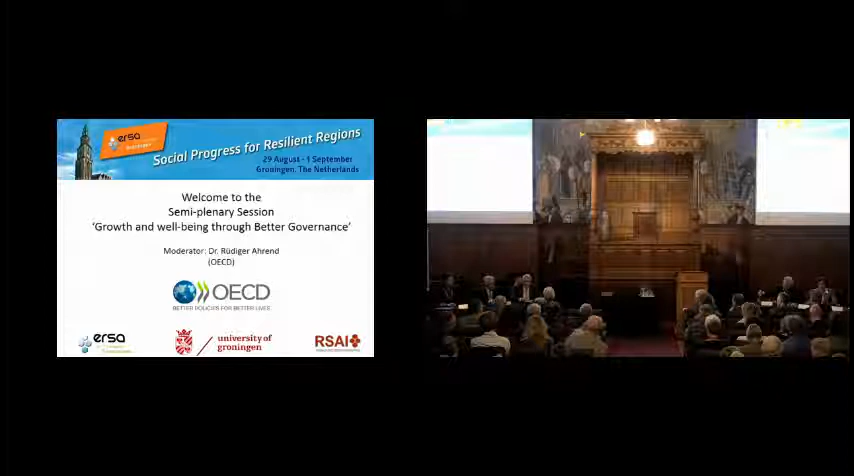 ersa
Social Progress for Resilient Regions
29 August - 1 September
Groningen, The Netherlands
Welcome to the
Semi-plenary Session
‘Growth and well-being through Better Governance’
Moderator: Dr. Rüdiger Ahrend
(OECD)
OECD
BETTER POLICIES FOR BETTER LIVES
ersa
university of
groningen
RSAI